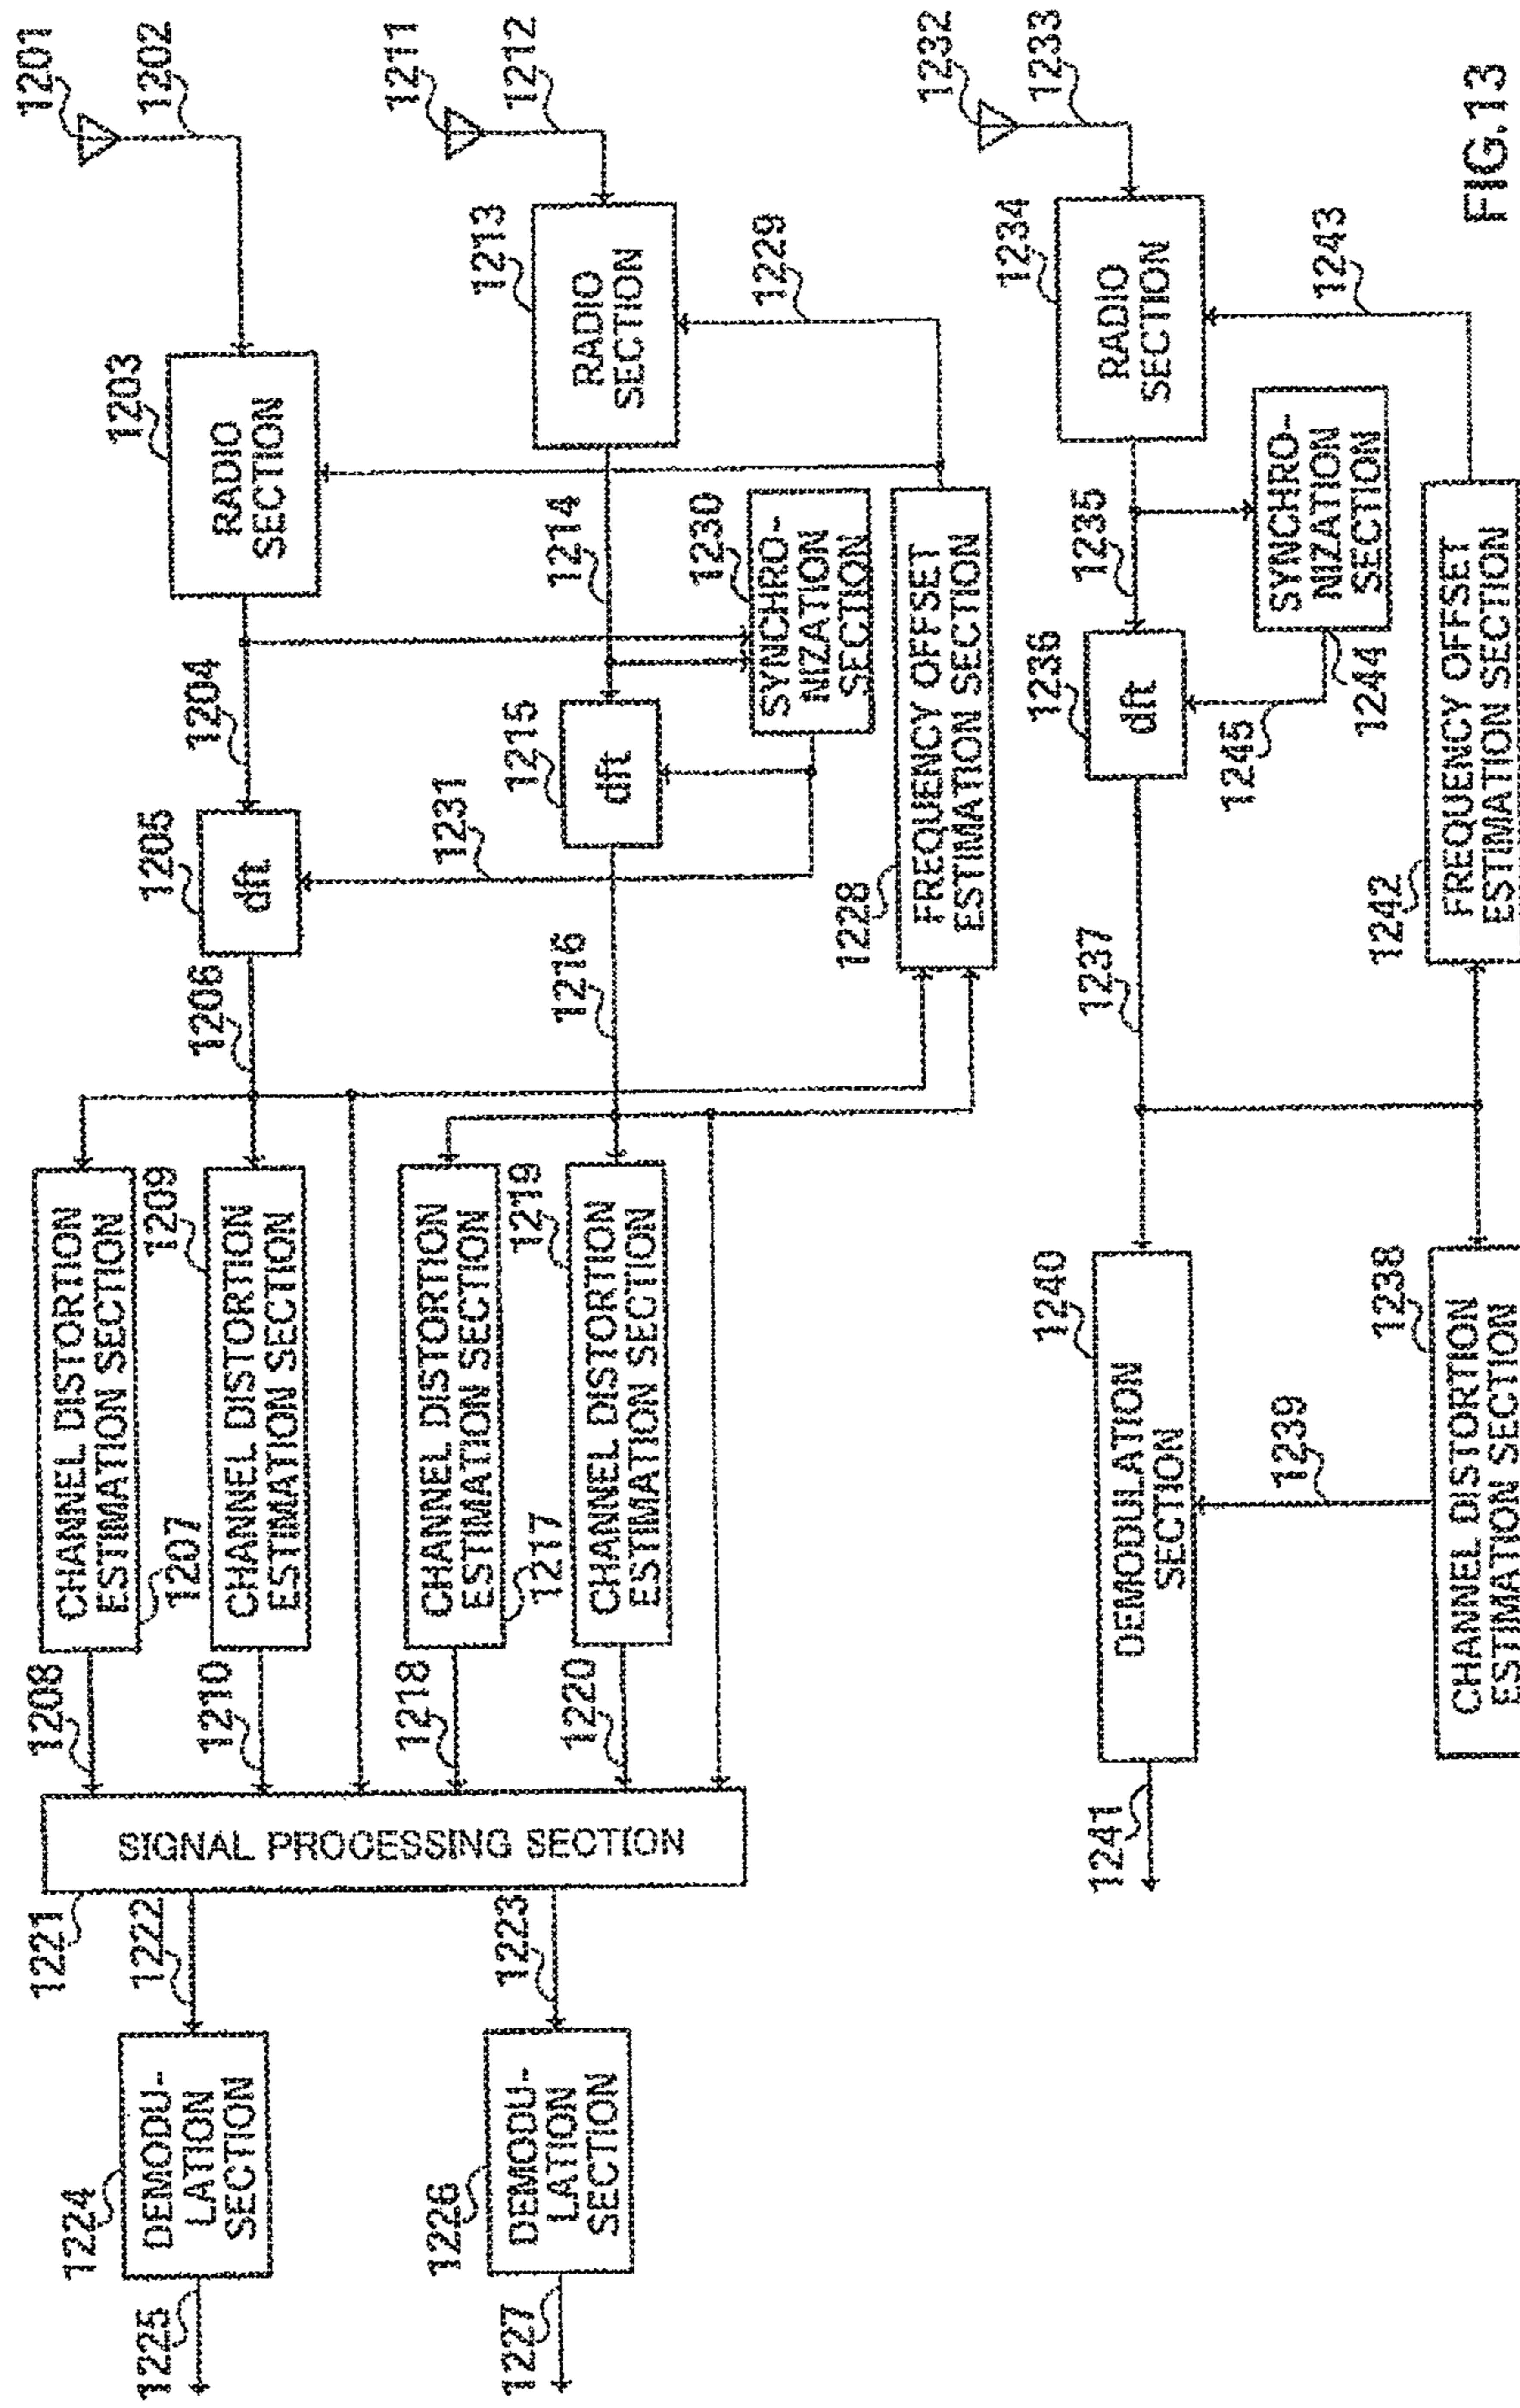 1201
1202
1203
RADIO
SECTION
1204
1205
dft
1206
CHANNEL DISTORTION
ESTIMATION SECTION
1207
1208
1209
CHANNEL DISTORTION
ESTIMATION SECTION
1210
1211
1212
1213
RADIO
SECTION
1214
1215
dft
1216
CHANNEL DISTORTION
ESTIMATION SECTION
1217
1218
1219
CHANNEL DISTORTION
ESTIMATION SECTION
1220
SIGNAL PROCESSING SECTION
1221
1222
1223
1224
DEMODU-
LATION
SECTION
1225
1226
DEMODU-
LATION
SECTION
1227
1228
FREQUENCY OFFSET
ESTIMATION SECTION
1229
1230
SYNCHRO-
NIZATION
SECTION
1231
1232
1233
1234
RADIO
SECTION
1235
1236
dft
1237
1238
CHANNEL DISTORTION
ESTIMATION SECTION
1239
1240
DEMODULATION
SECTION
1241
1242
FREQUENCY OFFSET
ESTIMATION SECTION
1243
SYNCHRO-
NIZATION
SECTION
1244
1245
FIG.13